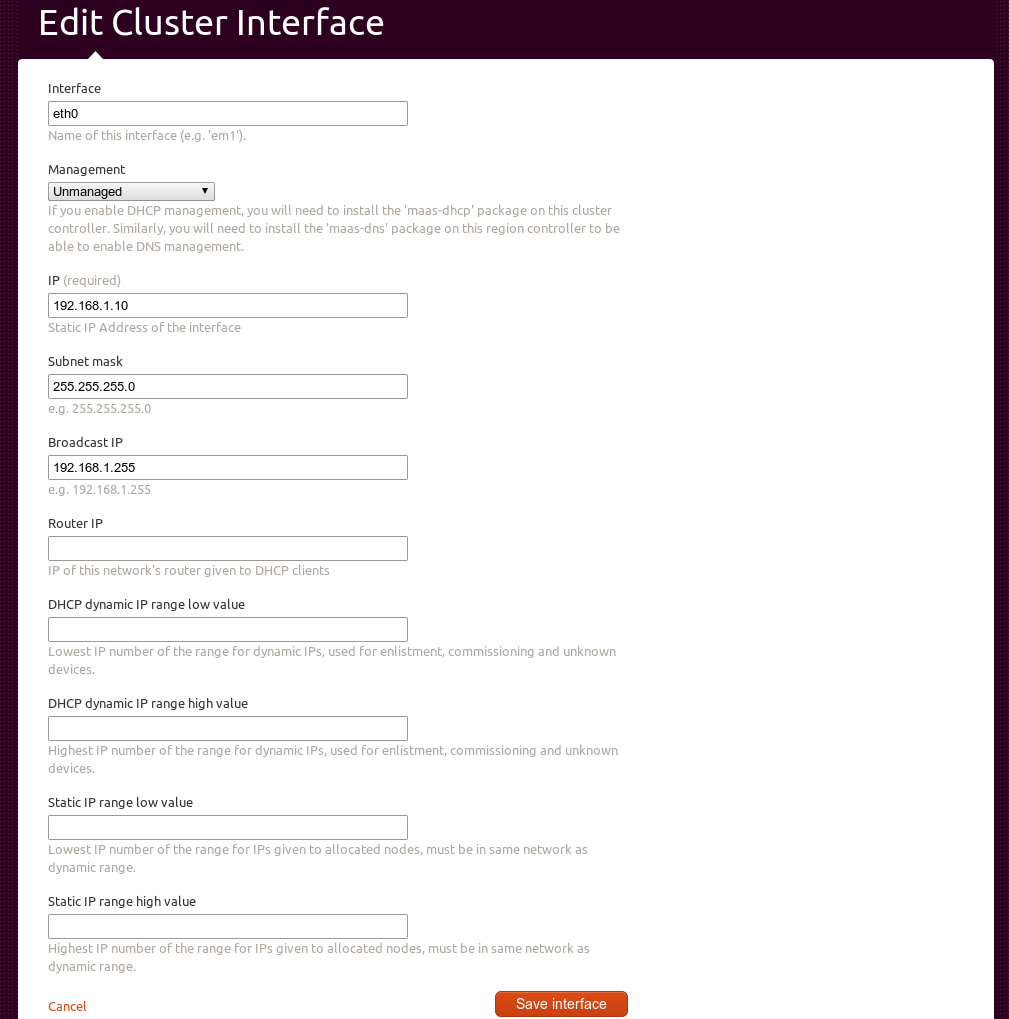 Edit Cluster Interface
Interface
eth0
Name of this interface (e.g. 'em1').
Management
Unmanaged
If you enable DHCP management, you will need to install the 'maas-dhcp' package on this cluster
controller. Similarly, you will need to install the 'maas-dns' package on this region controller to be
able to enable DNS management.
IP (required)
192.168.1.10
Static IP Address of the interface
Subnet mask
255.255.255.0
e.g. 255.255.255.0
Broadcast IP
192.168.1.255
e.g. 192.168.1.255
Router IP
IP of this network's router given to DHCP clients
DHCP dynamic IP range low value
Lowest IP number of the range for dynamic IPs, used for enlistment, commissioning and unknown
devices.
DHCP dynamic IP range high value
Highest IP number of the range for dynamic IPs, used for enlistment, commissioning and unknown
devices.
Static IP range low value
Lowest IP number of the range for IPs given to allocated nodes, must be in same network as
dynamic range.
Static IP range high value
Highest IP number of the range for IPs given to allocated nodes, must be in same network as
dynamic range.
Cancel
Save interface